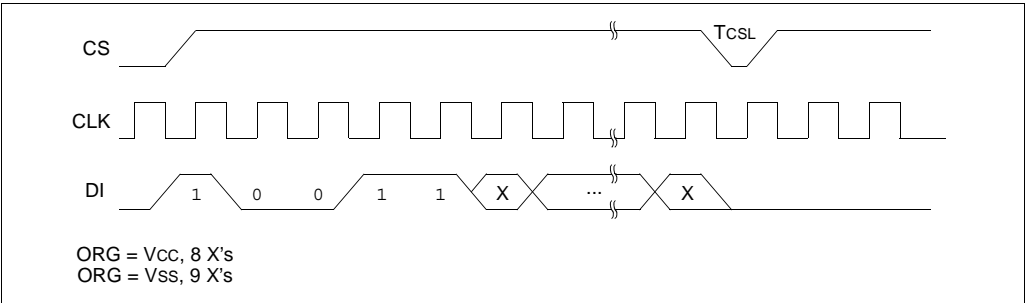 CS TCSL
CLK
DI 1 0 0 1 1 X ... X
ORG = VCC, 8 X's
ORG = VSS, 9 X's